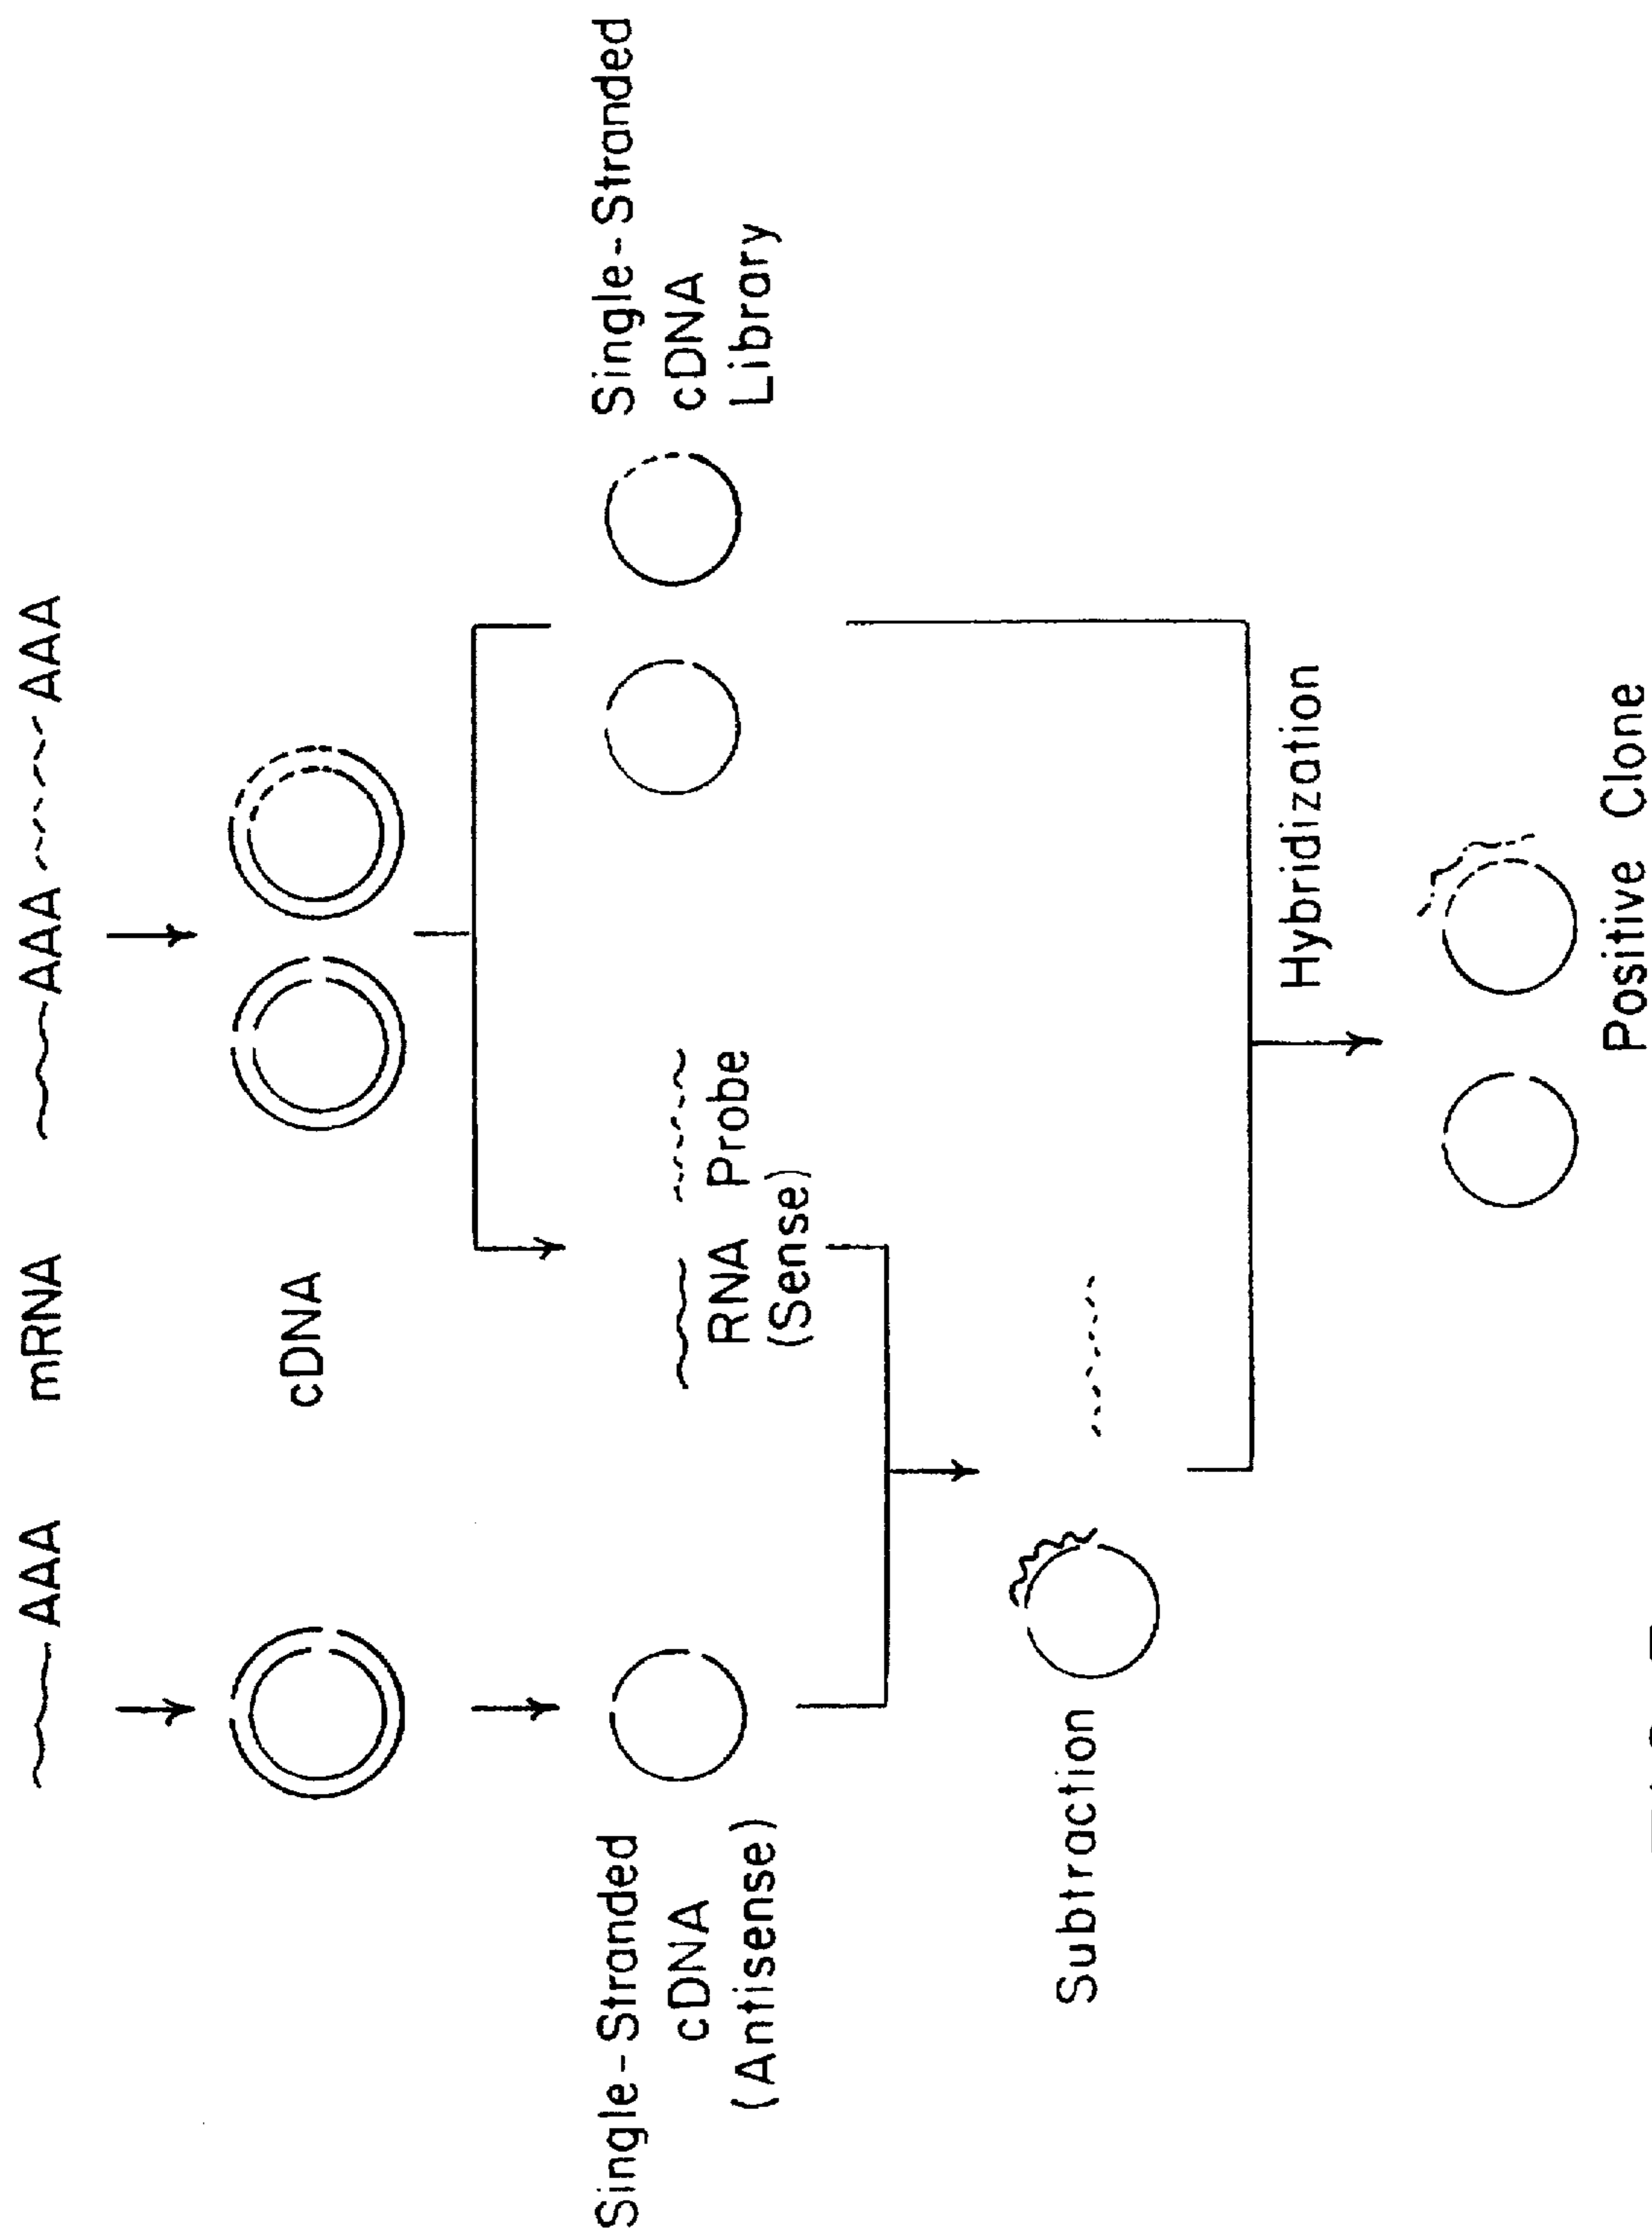 AAA mRNA AAA AAA
cDNA
Single-Stranded
cDNA
(Antisense)
RNA Probe
(Sense)
Single-Stranded
cDNA
Library
Subtraction
Hybridization
Positive Clone